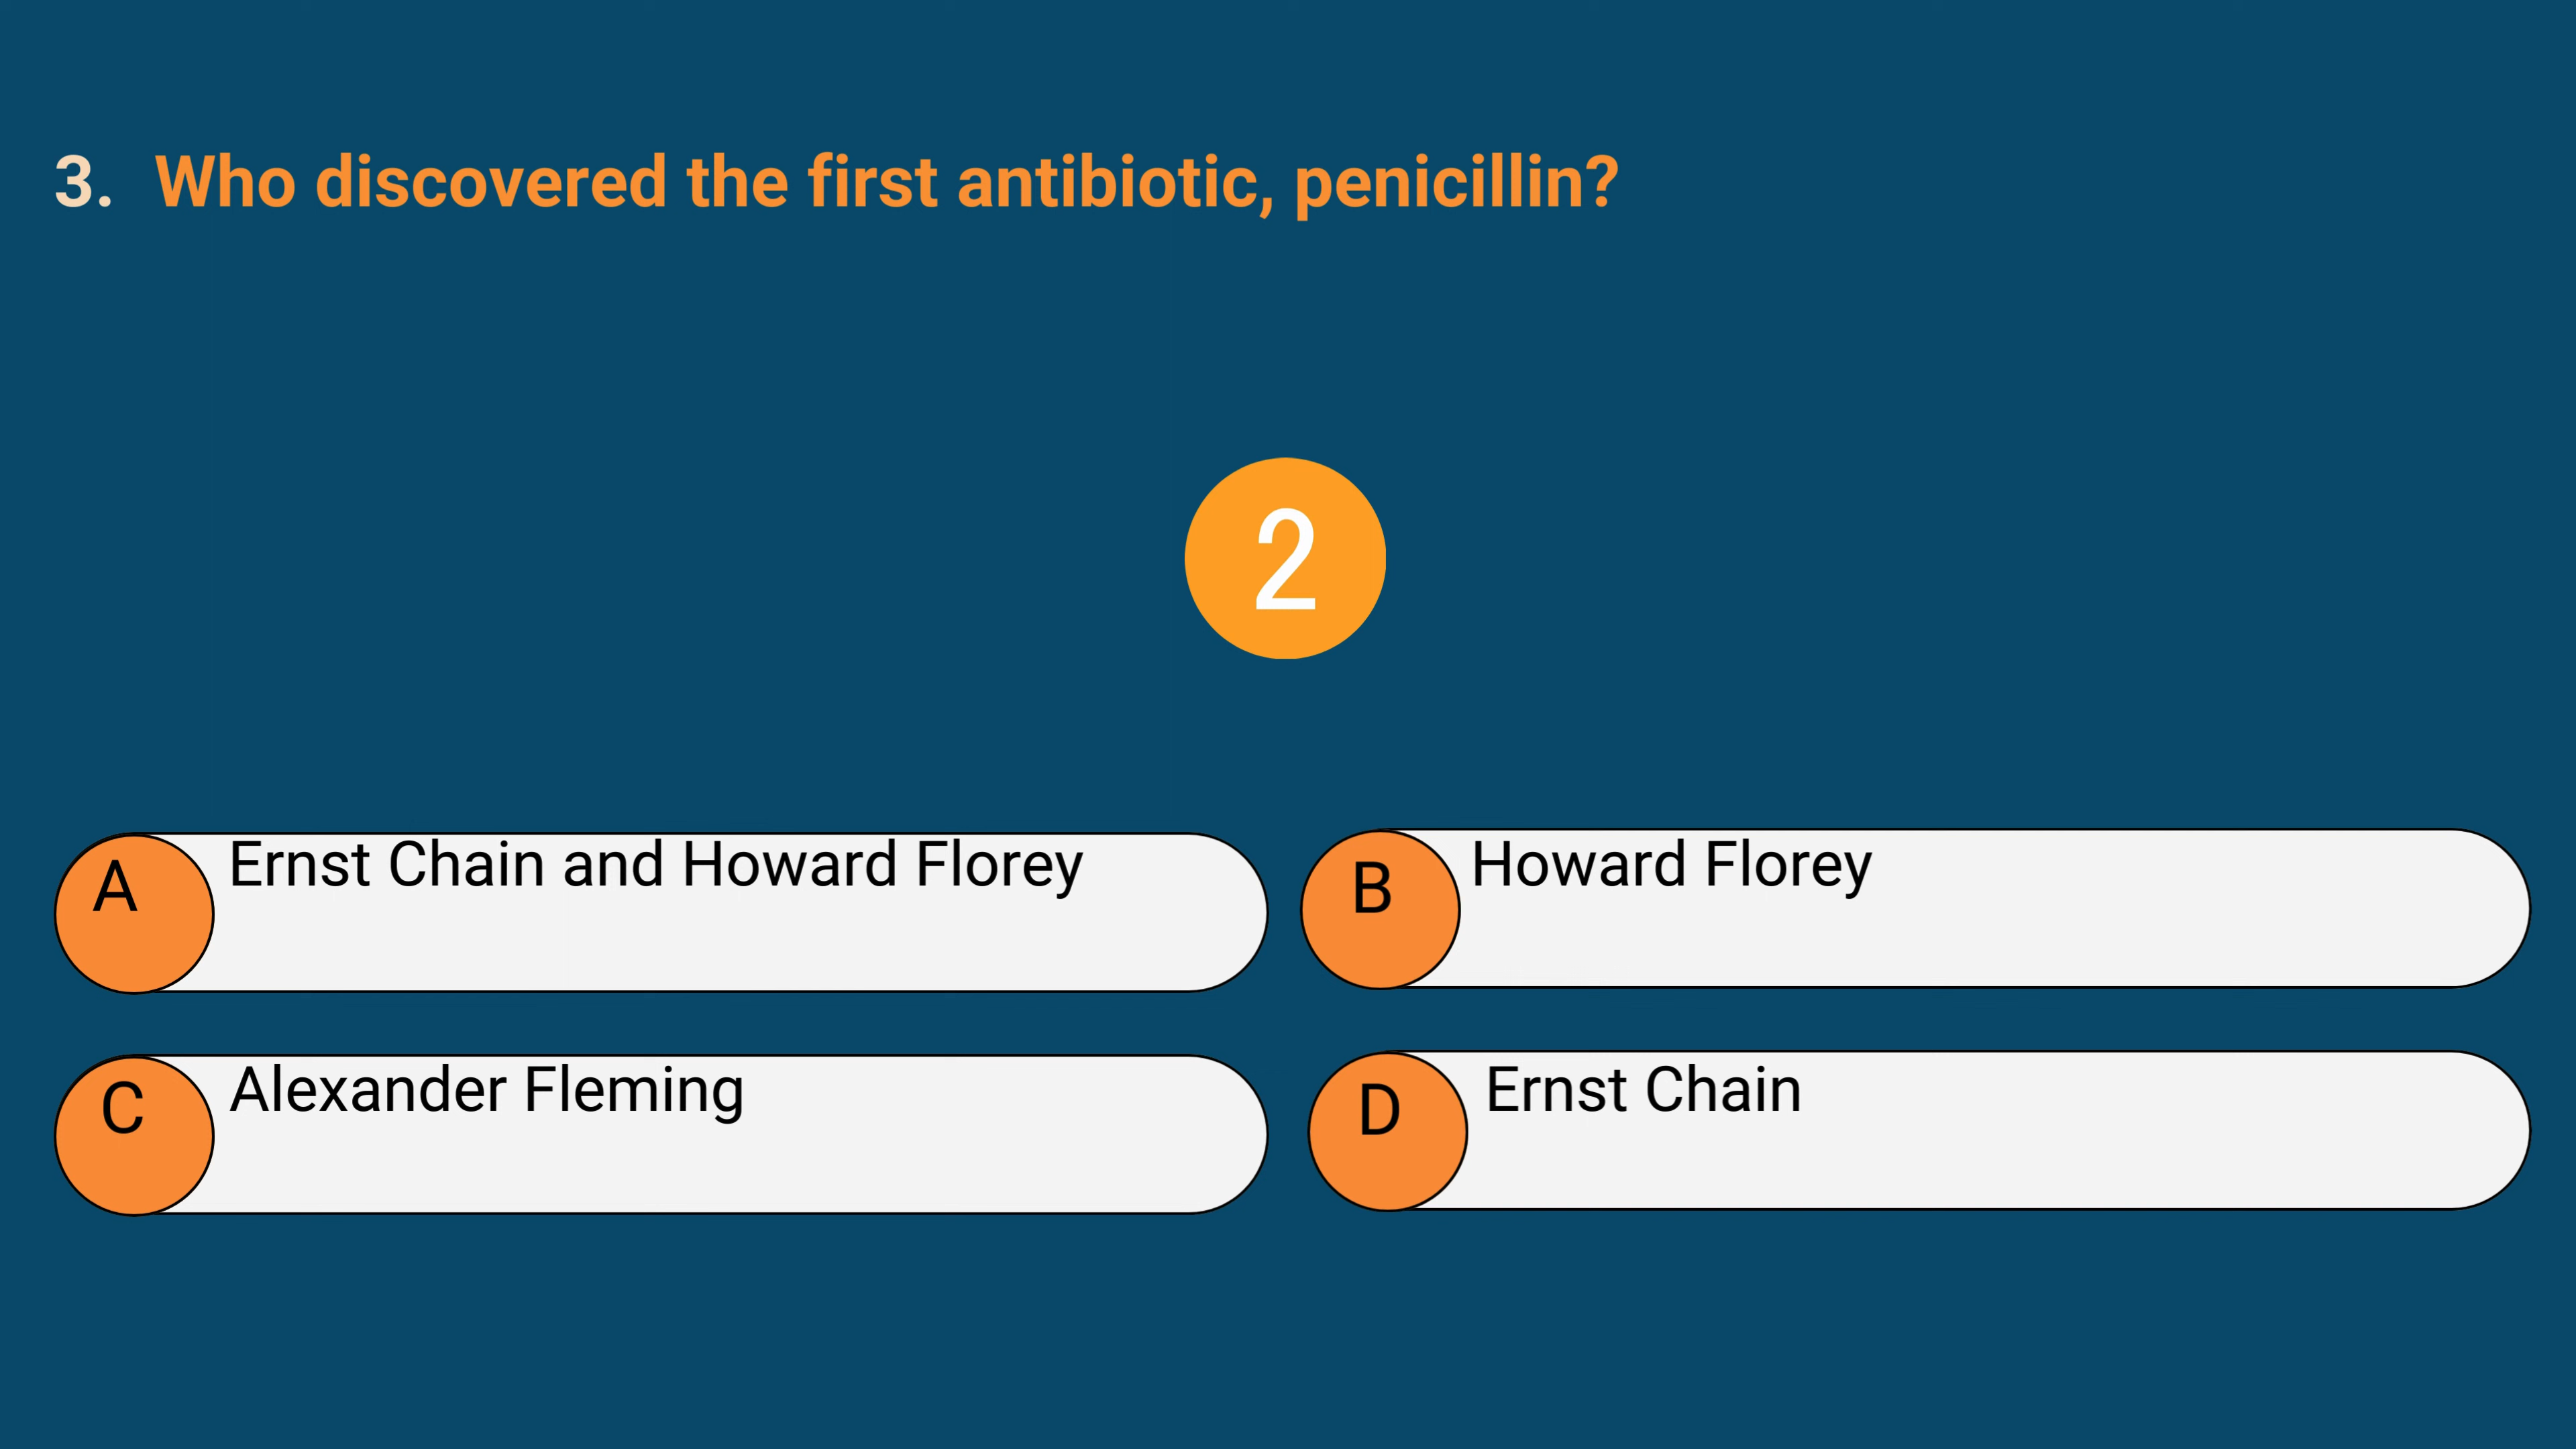 3. Who discovered the first antibiotic, penicillin?
2
A Ernst Chain and Howard Florey
B Howard Florey
C Alexander Fleming
D Ernst Chain